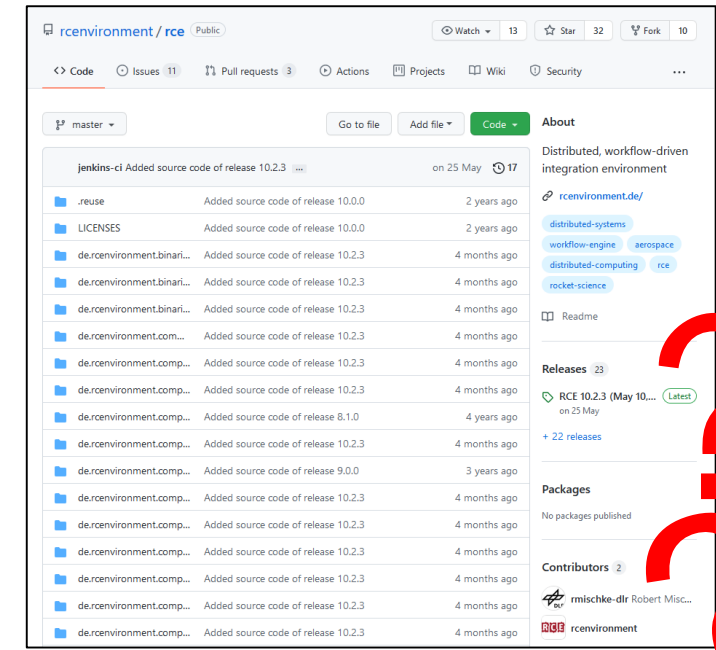 rcenvironment / rce Public
Watch 13 Star 32 Fork 10
Code Issues 11 Pull requests 3 Actions Projects Wiki Security ...
master Go to file Add file Code
jenkins-ci Added source code of release 10.2.3 ... on 25 May 17
.reuse Added source code of release 10.0.0 2 years ago
LICENSES Added source code of release 10.0.0 2 years ago
de.rcenvironment.binari... Added source code of release 10.2.3 4 months ago
de.rcenvironment.binari... Added source code of release 10.2.3 4 months ago
de.rcenvironment.binari... Added source code of release 10.2.3 4 months ago
de.rcenvironment.com... Added source code of release 10.2.3 4 months ago
de.rcenvironment.comp... Added source code of release 10.2.3 4 months ago
de.rcenvironment.comp... Added source code of release 10.2.3 4 months ago
de.rcenvironment.comp... Added source code of release 8.1.0 4 years ago
de.rcenvironment.comp... Added source code of release 10.2.3 4 months ago
de.rcenvironment.comp... Added source code of release 9.0.0 3 years ago
de.rcenvironment.comp... Added source code of release 10.2.3 4 months ago
de.rcenvironment.comp... Added source code of release 10.2.3 4 months ago
de.rcenvironment.comp... Added source code of release 10.2.3 4 months ago
de.rcenvironment.comp... Added source code of release 10.2.3 4 months ago
de.rcenvironment.comp... Added source code of release 10.2.3 4 months ago
de.rcenvironment.comp... Added source code of release 10.2.3 4 months ago
About
Distributed, workflow-driven
integration environment
rcenvironment.de/
distributed-systems
workflow-engine aerospace
distributed-computing rce
rocket-science
Readme
Releases 23
RCE 10.2.3 (May 10,... Latest
on 25 May
+ 22 releases
Packages
No packages published
Contributors 2
DLR rmischke-dlr Robert Misc...
RCE rcenvironment